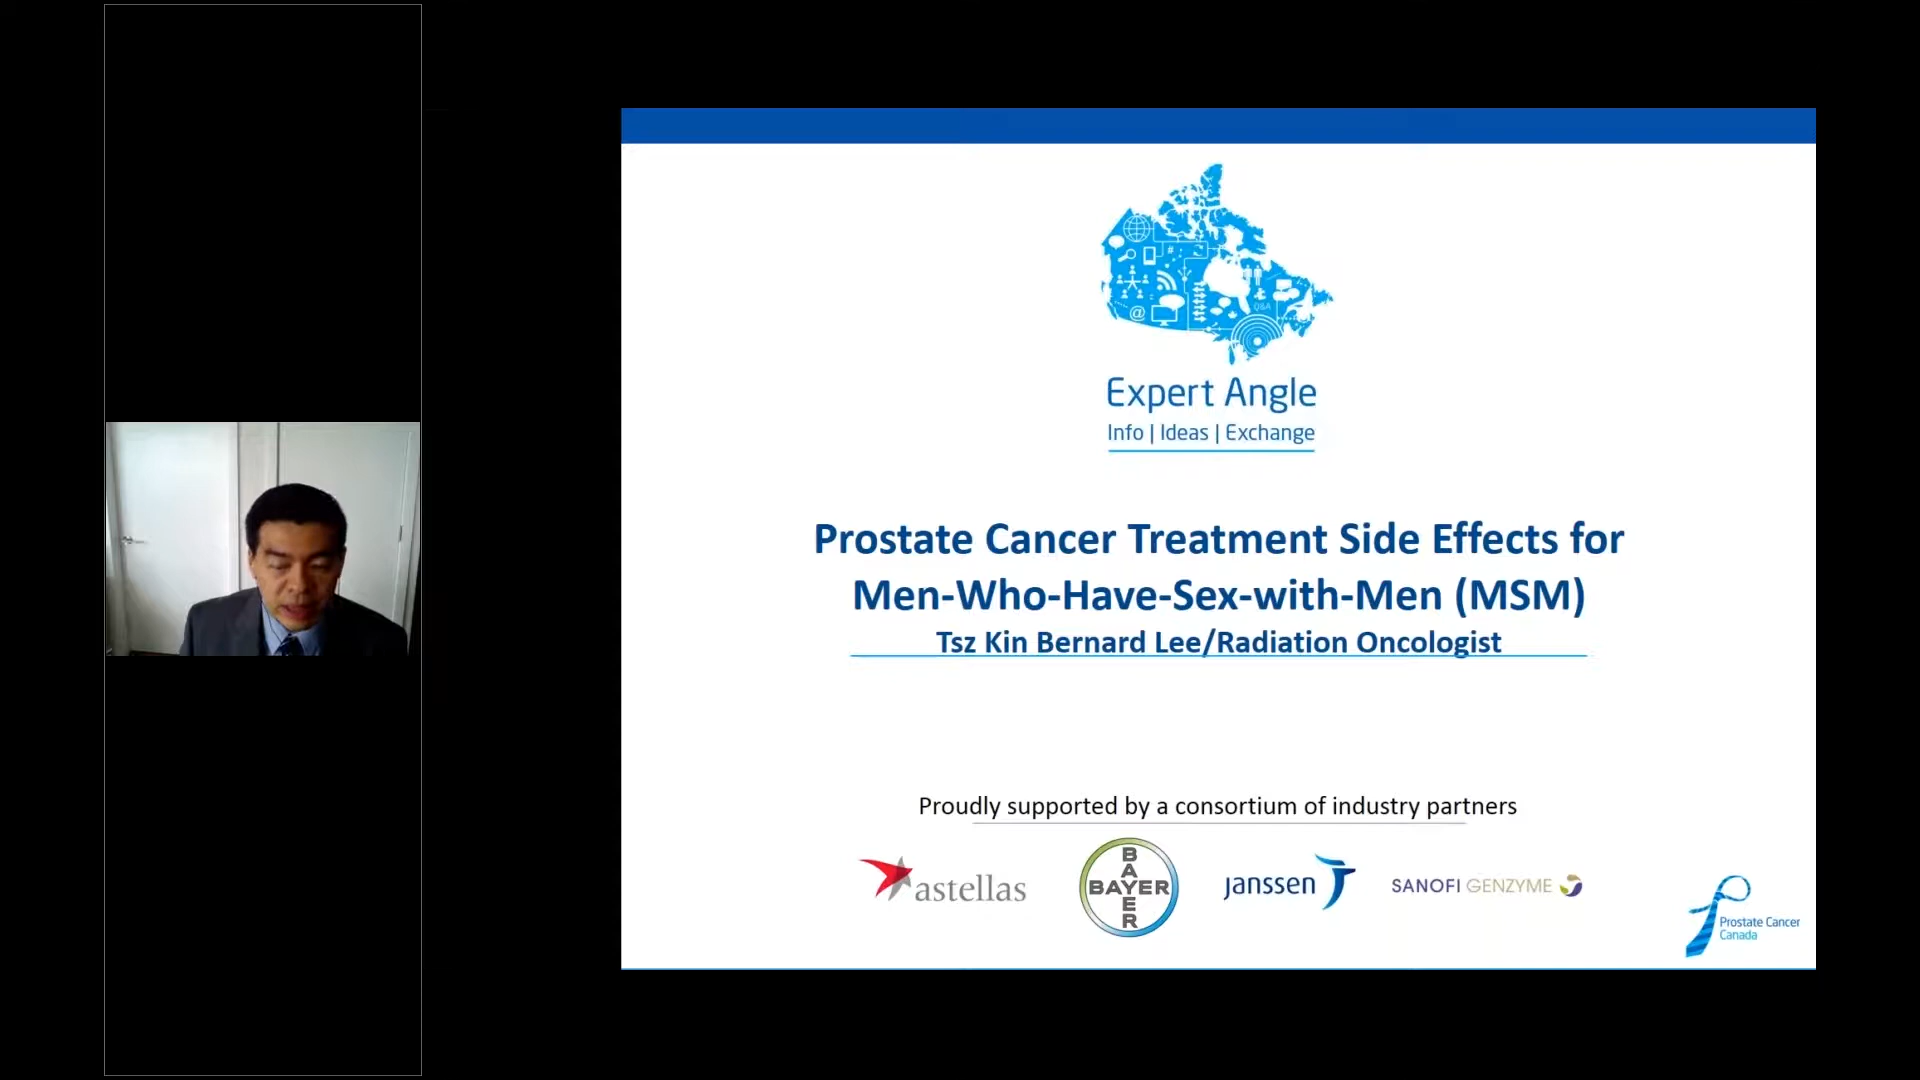 Expert Angle
Info | Ideas | Exchange
Prostate Cancer Treatment Side Effects for
Men-Who-Have-Sex-with-Men (MSM)
Tsz Kin Bernard Lee/Radiation Oncologist
Proudly supported by a consortium of industry partners
astellas
BAYER
BAYER
janssen
SANOFI GENZYME
Prostate Cancer
Canada